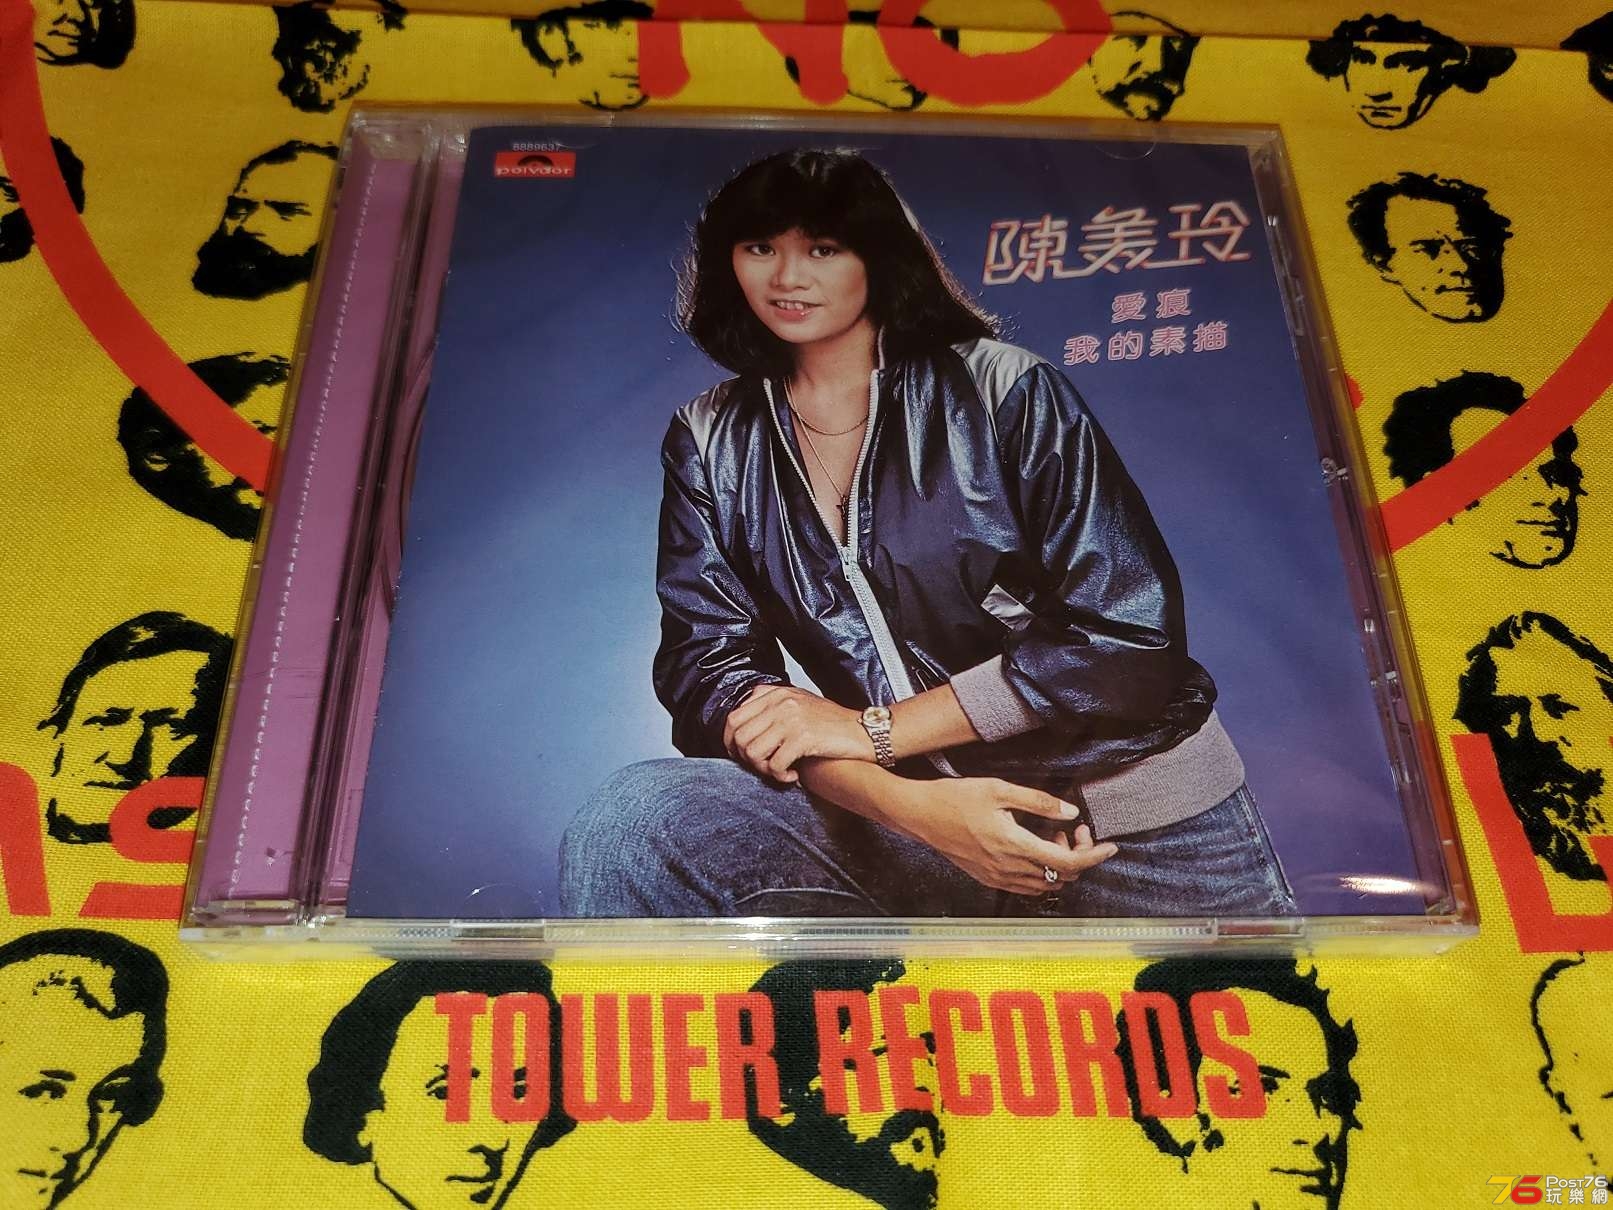 NO
8889637
polydor
陳美玲
愛痕
我的素描
TOWER RECORDS
76 Post76
玩樂網